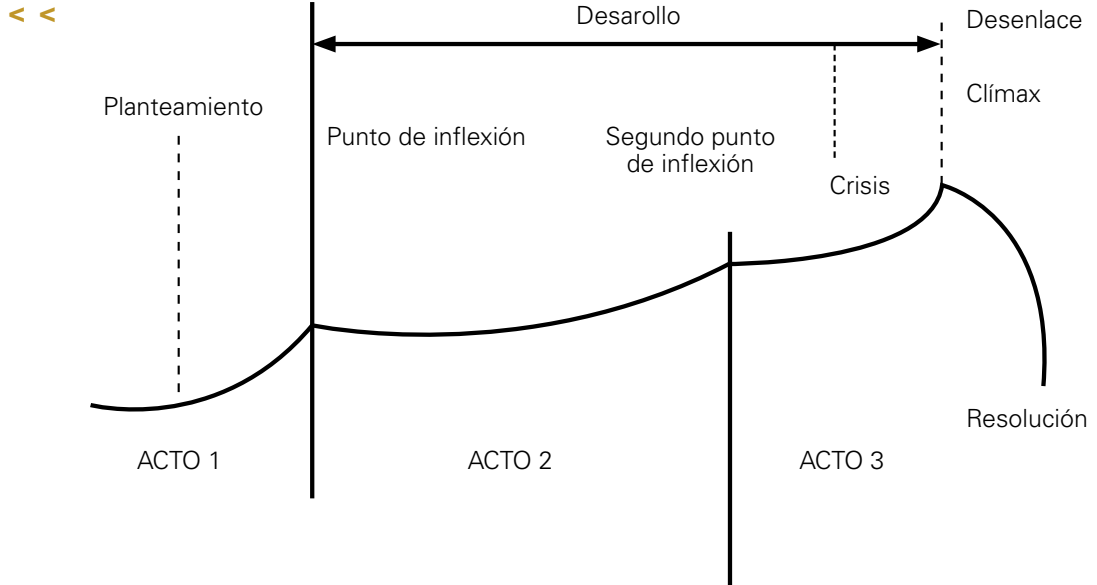 < <
Desarollo
Desenlace
Planteamiento
Clímax
Punto de inflexión
Segundo punto
de inflexión
Crisis
Resolución
ACTO 1
ACTO 2
ACTO 3